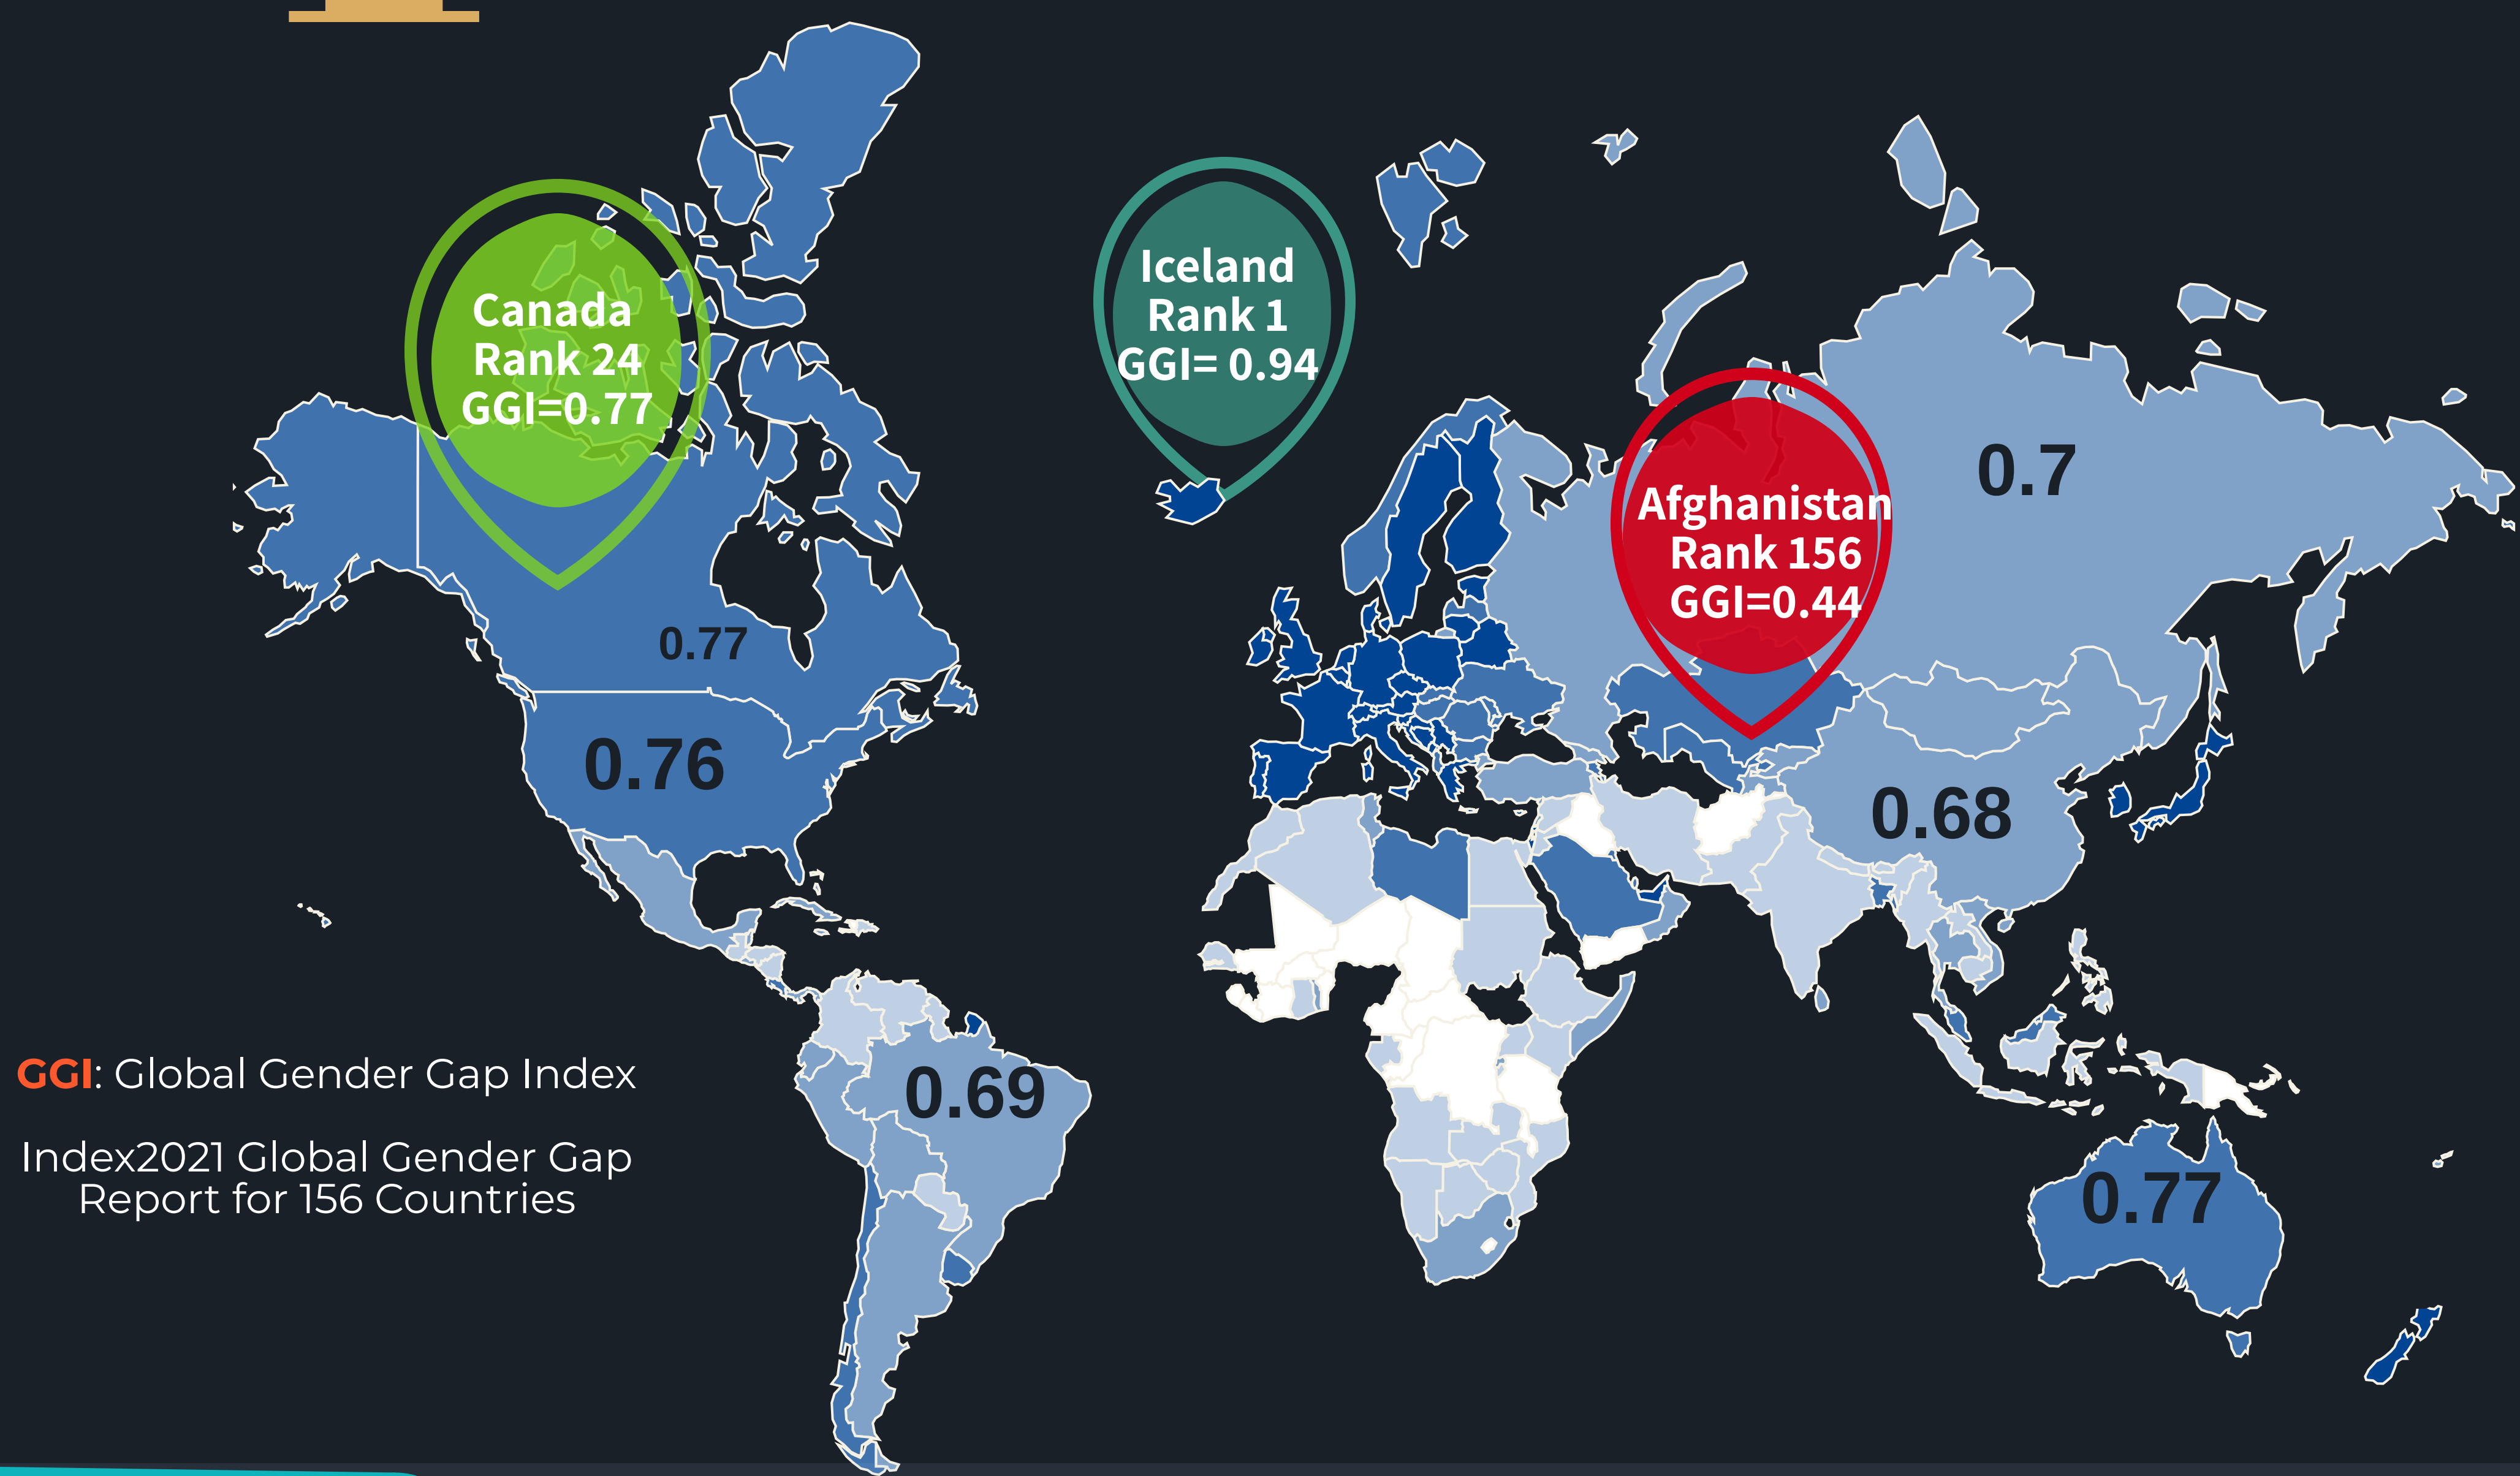 Canada
Rank 24
GGI=0.77
Iceland
Rank 1
GGI= 0.94
Afghanistan
Rank 156
GGI=0.44
0.7
0.77
0.76
0.68
0.69
0.77
GGI: Global Gender Gap Index
Index2021 Global Gender Gap
Report for 156 Countries